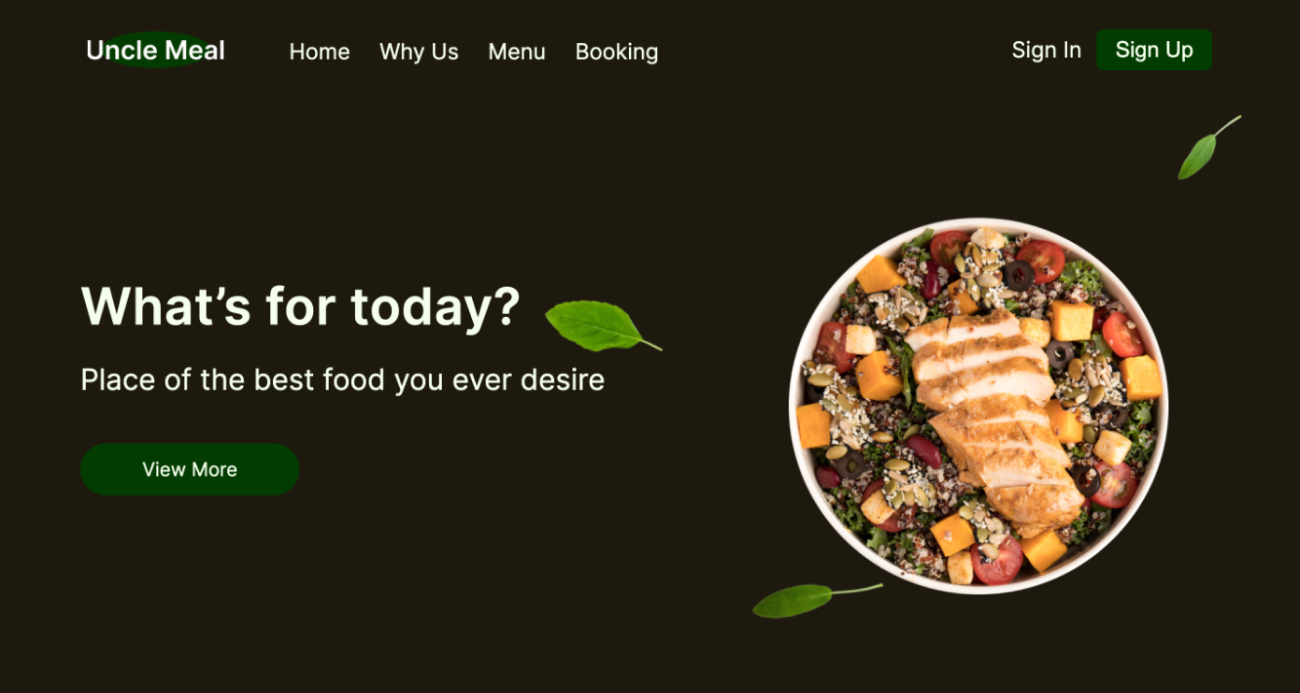 Uncle Meal
Home Why Us Menu Booking
Sign In Sign Up
What’s for today?
Place of the best food you ever desire
View More